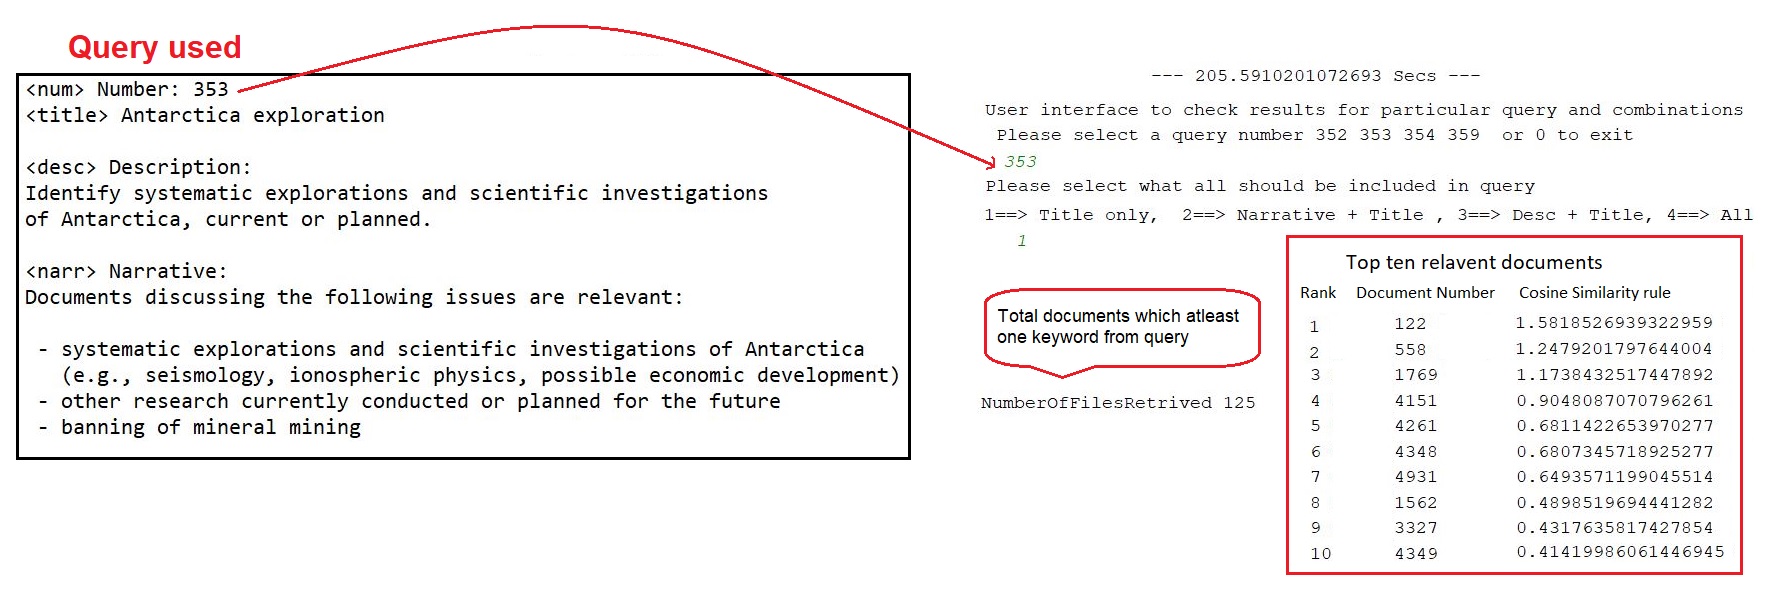 Query used
<num> Number: 353
<title> Antarctica exploration
<desc> Description:
Identify systematic explorations and scientific investigations
of Antarctica, current or planned.
<narr> Narrative:
Documents discussing the following issues are relevant:
- systematic explorations and scientific investigations of Antarctica
(e.g., seismology, ionospheric physics, possible economic development)
- other research currently conducted or planned for the future
- banning of mineral mining
--- 205.5910201072693 Secs ---
User interface to check results for particular query and combinations
Please select a query number 352 353 354 359 or 0 to exit
353
Please select what all should be included in query
1==> Title only, 2==> Narrative + Title , 3==> Desc + Title, 4==> All
1
Total documents which atleast
one keyword from query
NumberOfFilesRetrived 125
Top ten relavent documents
Rank Document Number Cosine Similarity rule
1 122 1.5818526939322959
2 558 1.2479201797644004
3 1769 1.1738432517447892
4 4151 0.9048087070796261
5 4261 0.6811422653970277
6 4348 0.6807345718925277
7 4931 0.6493571199045514
8 1562 0.4898519694441282
9 3327 0.4317635817427854
10 4349 0.41419986061446945